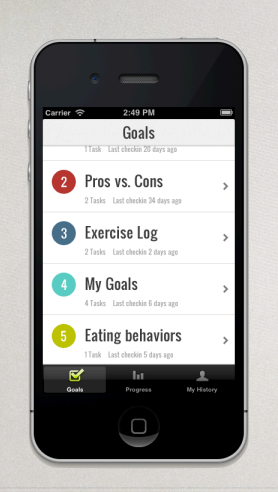 Carrier 2:49 PM
Goals
1 Task Last checkin 20 days ago
2 Pros vs. Cons
2 Tasks Last checkin 34 days ago
3 Exercise Log
2 Tasks Last checkin 2 days ago
4 My Goals
4 Tasks Last checkin 6 days ago
5 Eating behaviors
1 Task Last checkin 5 days ago
Goals Progress My History